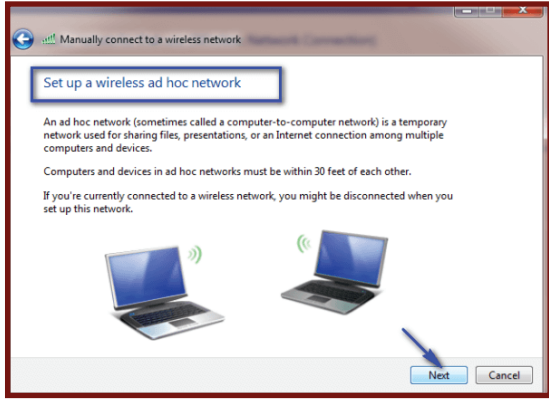 Manually connect to a wireless network
Set up a wireless ad hoc network
An ad hoc network (sometimes called a computer-to-computer network) is a temporary
network used for sharing files, presentations, or an Internet connection among multiple
computers and devices.
Computers and devices in ad hoc networks must be within 30 feet of each other.
If you're currently connected to a wireless network, you might be disconnected when you
set up this network.
Next Cancel